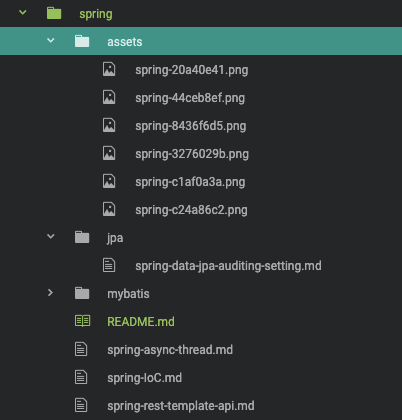 spring
assets
spring-20a40e41.png
spring-44ceb8ef.png
spring-8436f6d5.png
spring-3276029b.png
spring-c1af0a3a.png
spring-c24a86c2.png
jpa
spring-data-jpa-auditing-setting.md
mybatis
README.md
spring-async-thread.md
spring-IoC.md
spring-rest-template-api.md